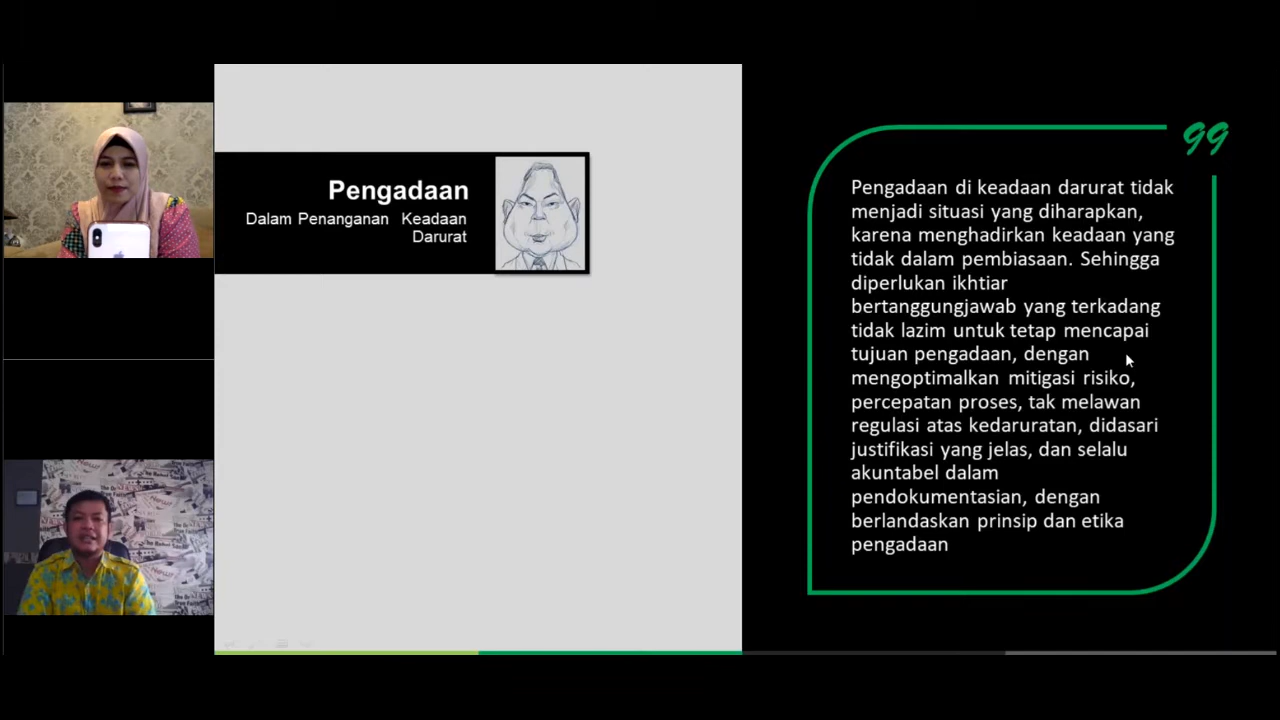 Pengadaan
Dalam Penanganan Keadaan
Darurat
99
Pengadaan di keadaan darurat tidak
menjadi situasi yang diharapkan,
karena menghadirkan keadaan yang
tidak dalam pembiasaan. Sehingga
diperlukan ikhtiar
bertanggungjawab yang terkadang
tidak lazim untuk tetap mencapai
tujuan pengadaan, dengan
mengoptimalkan mitigasi risiko,
percepatan proses, tak melawan
regulasi atas kedaruratan, didasari
justifikasi yang jelas, dan selalu
akuntabel dalam
pendokumentasian, dengan
berlandaskan prinsip dan etika
pengadaan